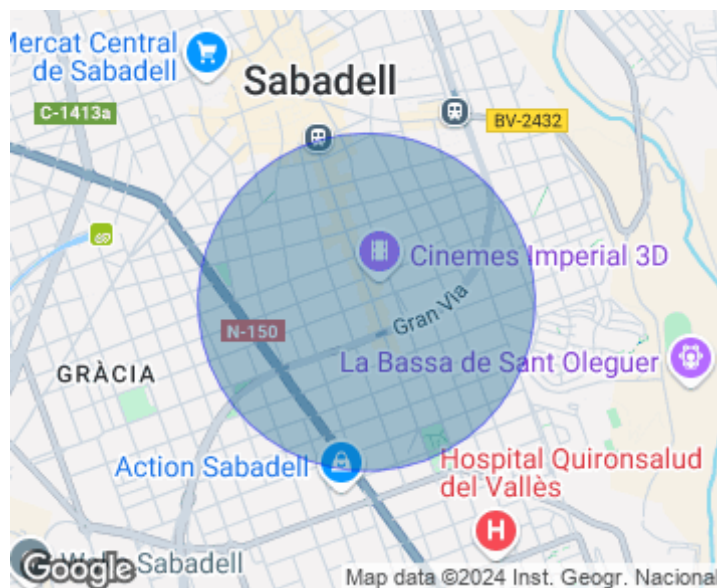 Mercat Central
de Sabadell
Sabadell
C-1413a
BV-2432
Cinemes Imperial 3D
Gran Via
N-150
La Bassa de Sant Oleguer
GRÀCIA
Action Sabadell
Hospital Quironsalud
del Vallès
Sabadell
Google
Map data ©2024 Inst. Geogr. Naciona